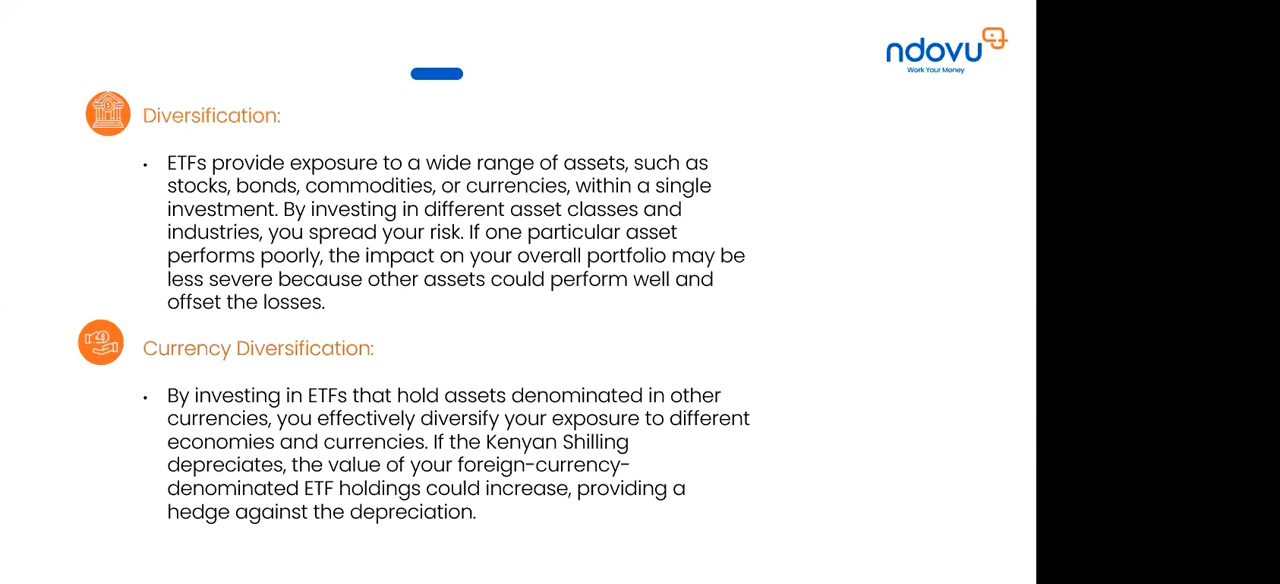 ndovu
Work Your Money
Diversification:
• ETFs provide exposure to a wide range of assets, such as
stocks, bonds, commodities, or currencies, within a single
investment. By investing in different asset classes and
industries, you spread your risk. If one particular asset
performs poorly, the impact on your overall portfolio may be
less severe because other assets could perform well and
offset the losses.
Currency Diversification:
• By investing in ETFs that hold assets denominated in other
currencies, you effectively diversify your exposure to different
economies and currencies. If the Kenyan Shilling
depreciates, the value of your foreign-currency-
denominated ETF holdings could increase, providing a
hedge against the depreciation.